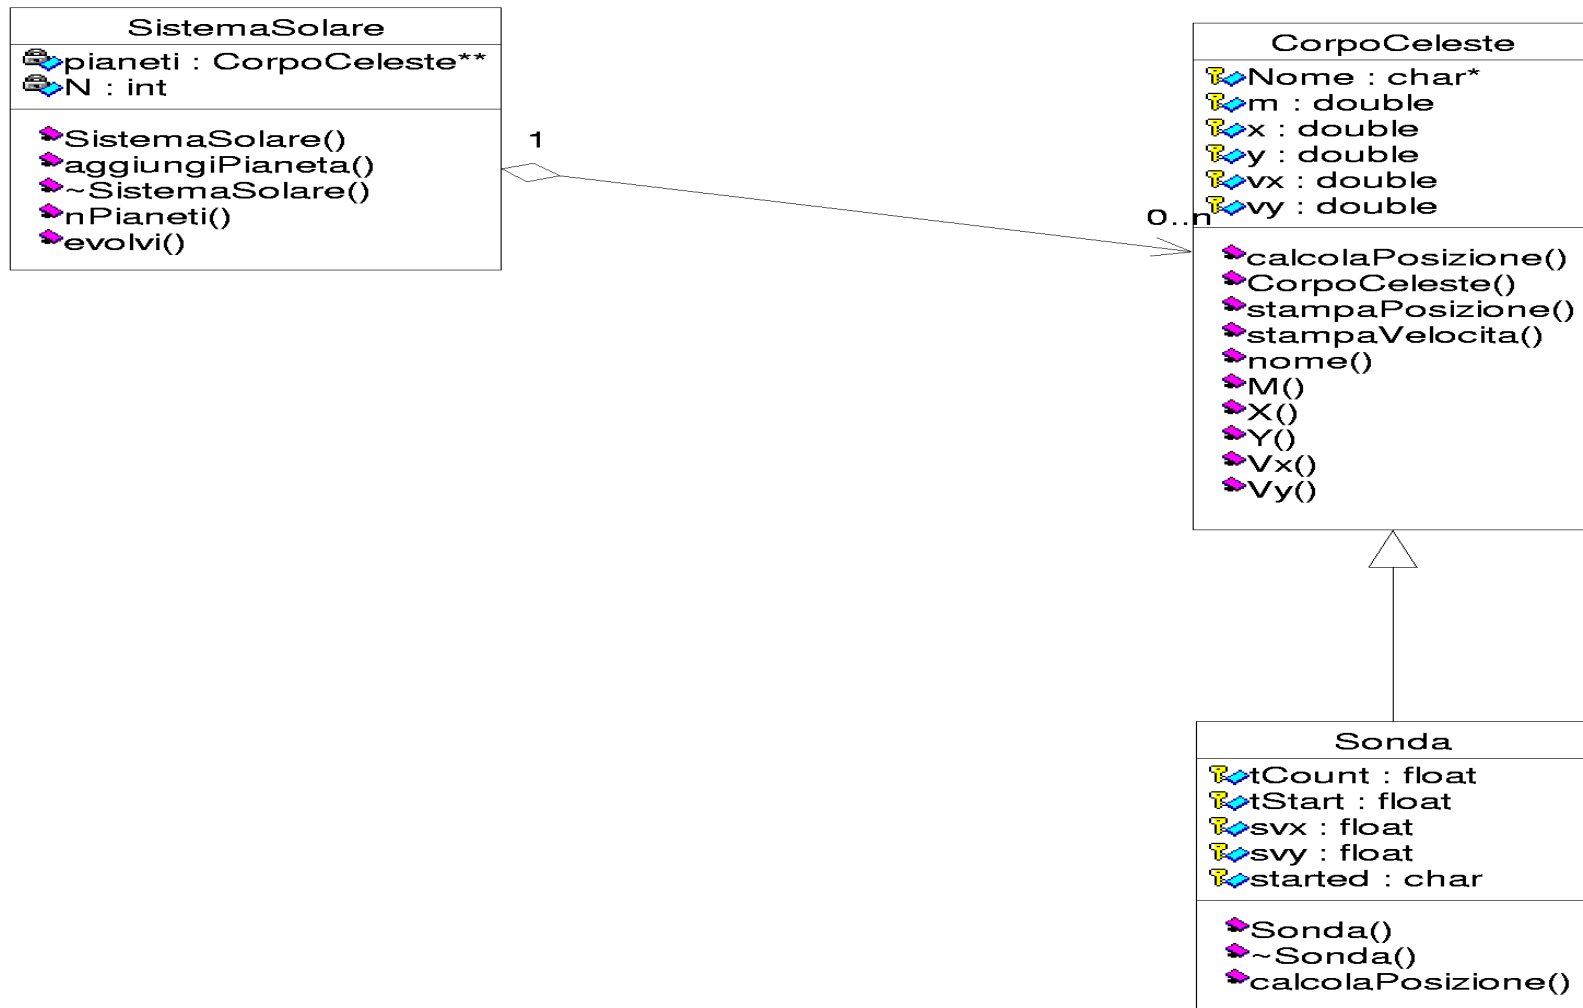 SistemaSolare
pianeti : CorpoCeleste**
N : int
SistemaSolare()
aggiungiPianeta()
~SistemaSolare()
nPianeti()
evolvi()
1
0..n
CorpoCeleste
Nome : char*
m : double
x : double
y : double
vx : double
vy : double
calcolaPosizione()
CorpoCeleste()
stampaPosizione()
stampaVelocita()
nome()
M()
X()
Y()
Vx()
Vy()
Sonda
tCount : float
tStart : float
svx : float
svy : float
started : char
Sonda()
~Sonda()
calcolaPosizione()